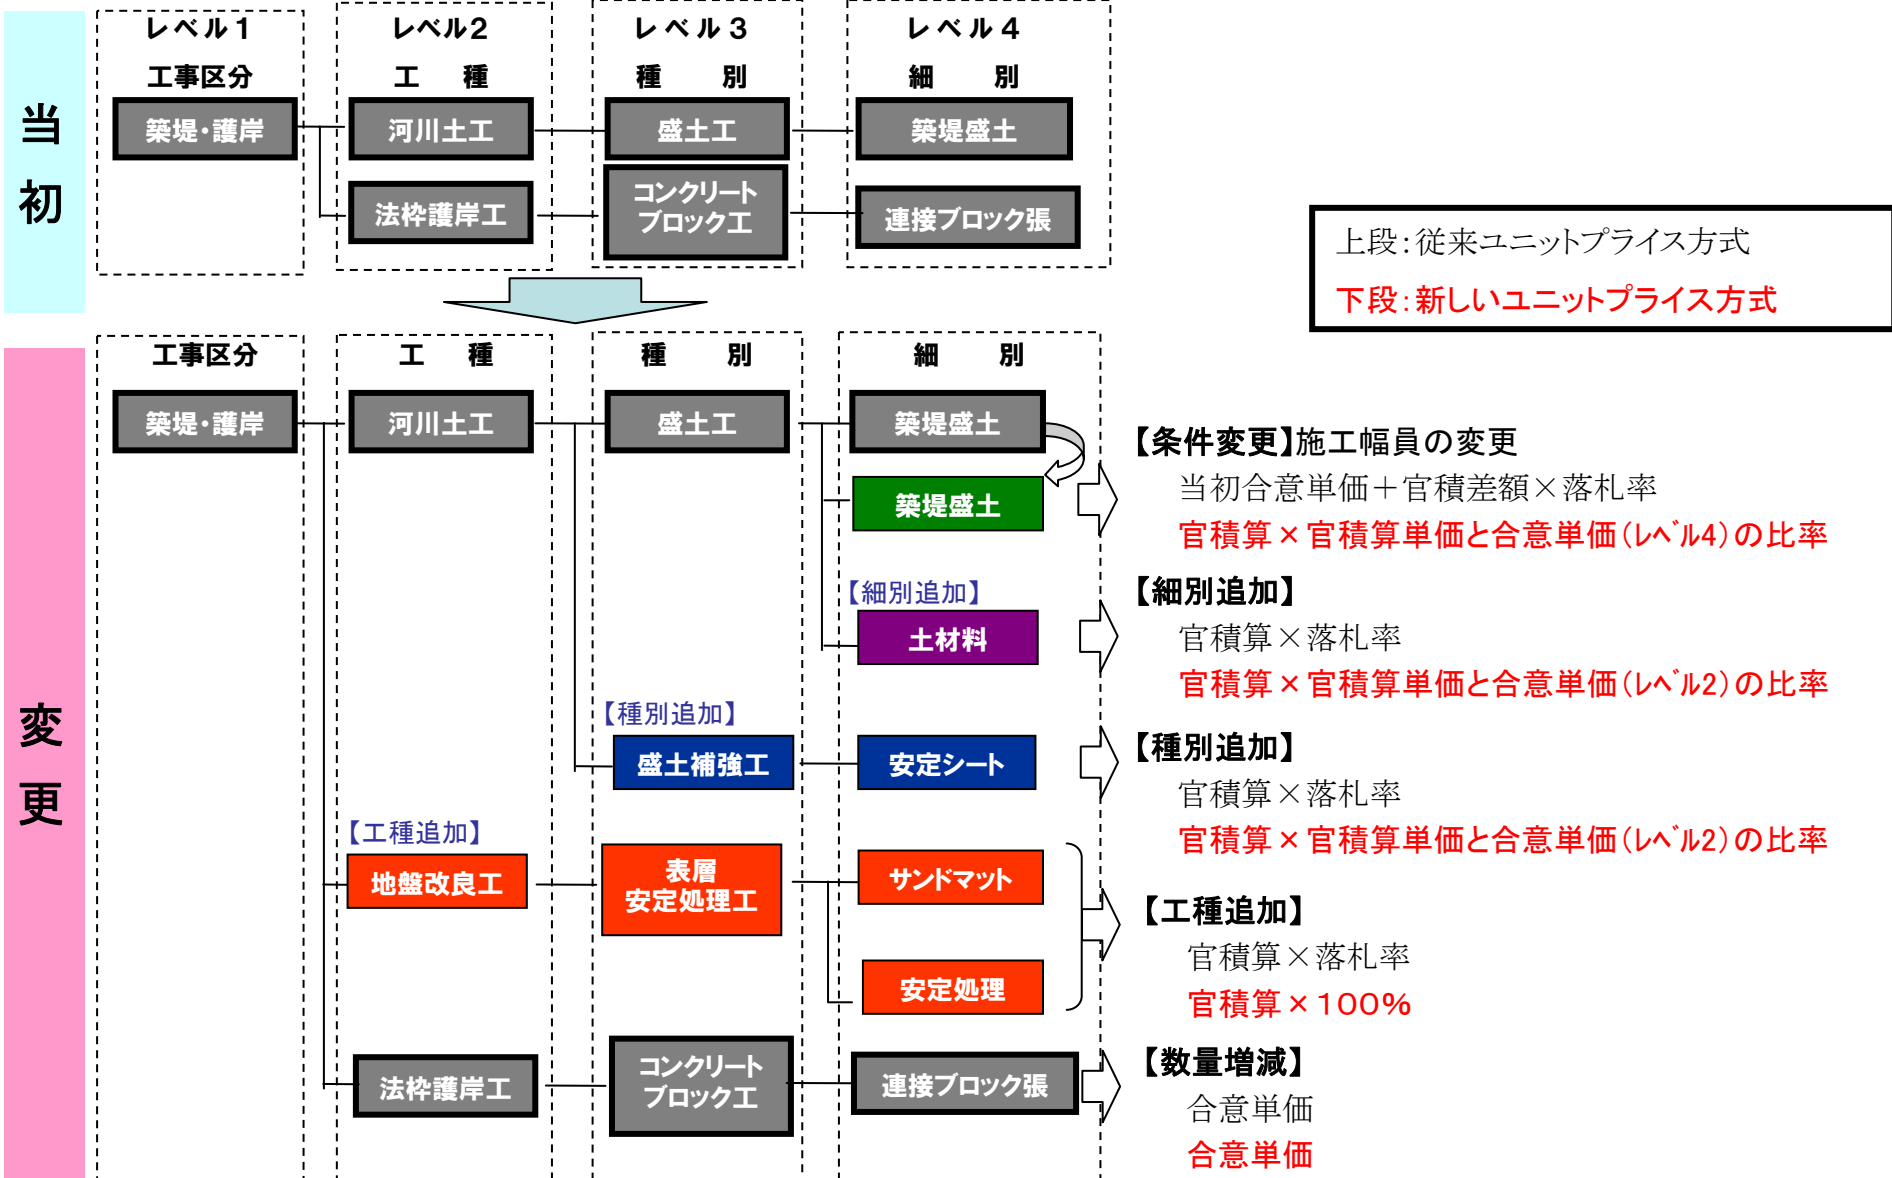 当初
レベル1
レベル2
レベル3
レベル4
工事区分
工　種
種　別
細　別
築堤・護岸
河川土工
盛土工
築堤盛土
法枠護岸工
コンクリート
ブロック工
連接ブロック張
上段：従来ユニットプライス方式
下段：新しいユニットプライス方式
変更
工事区分
工　種
種　別
細　別
築堤・護岸
河川土工
盛土工
築堤盛土
築堤盛土
【条件変更】施工幅員の変更
当初合意単価＋官積差額×落札率
官積算×官積算単価と合意単価（レベル4）の比率
【細別追加】
土材料
【細別追加】
官積算×落札率
官積算×官積算単価と合意単価（レベル2）の比率
【種別追加】
盛土補強工
安定シート
【種別追加】
官積算×落札率
官積算×官積算単価と合意単価（レベル2）の比率
【工種追加】
地盤改良工
表層
安定処理工
サンドマット
安定処理
【工種追加】
官積算×落札率
官積算×１００％
法枠護岸工
コンクリート
ブロック工
連接ブロック張
【数量増減】
合意単価
合意単価